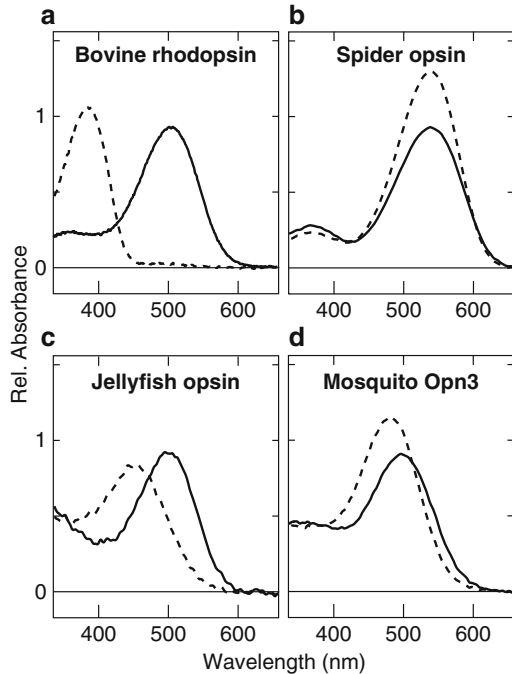 a
Bovine rhodopsin
b
Spider opsin
1
0
400 500 600
400 500 600
c
Jellyfish opsin
d
Mosquito Opn3
1
0
400 500 600
400 500 600
Rel. Absorbance
Wavelength (nm)